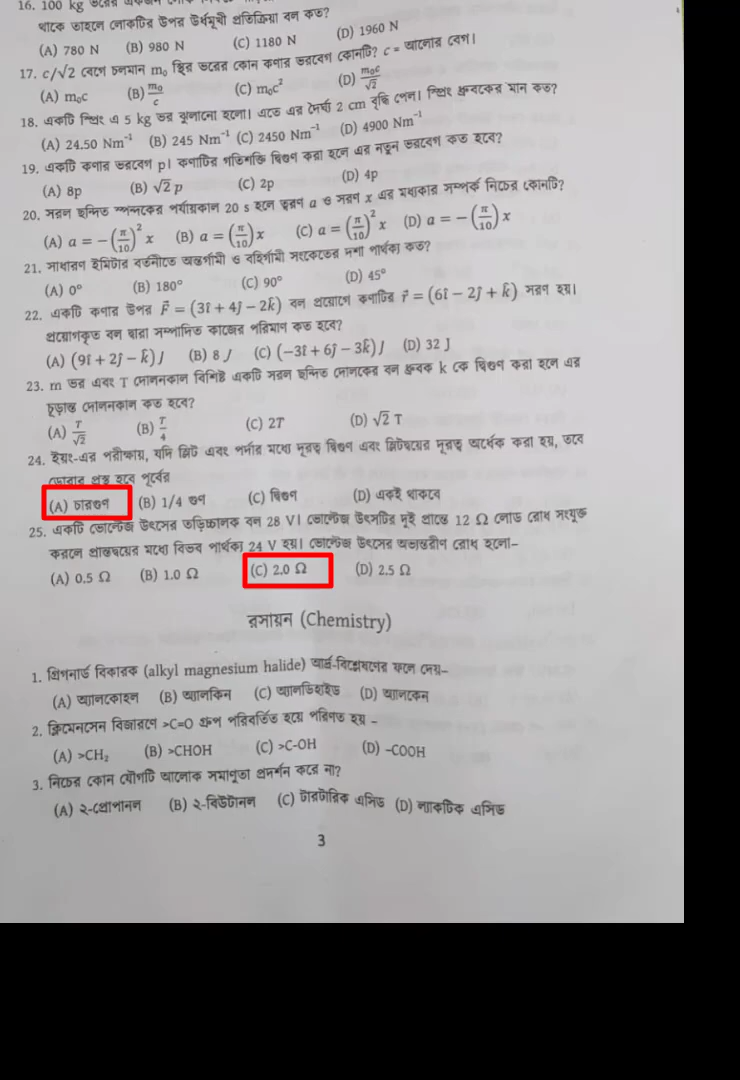 16. 100 kg ভরের একজন লোক
থাকে তাহলে লোকটির উপর উর্ধমূখী প্রতিক্রিয়া বল কত?
(A) 780 N (B) 980 N (C) 1180 N (D) 1960 N
17. c/√2 বেগে চলমান m₀ স্থির ভরের কোন কণার ভরবেগ কোনটি? c = আলোর বেগ।
(A) m₀c (B) m₀/c (C) m₀c² (D) m₀c/√2
18. একটি স্প্রিং এ 5 kg ভর ঝুলানো হলো। এতে এর দৈর্ঘ্য 2 cm বৃদ্ধি পেল। স্প্রিং ধ্রুবকের মান কত?
(A) 24.50 Nm⁻¹ (B) 245 Nm⁻¹ (C) 2450 Nm⁻¹ (D) 4900 Nm⁻¹
19. একটি কণার ভরবেগ p। কণাটির গতিশক্তি দ্বিগুণ করা হলে এর নতুন ভরবেগ কত হবে?
(A) 8p (B) √2 p (C) 2p (D) 4p
20. সরল ছন্দিত স্পন্দকের পর্যায়কাল 20 s হলে ত্বরণ a ও সরণ x এর মধ্যকার সম্পর্ক নিচের কোনটি?
(A) a = −(π/10)² x (B) a = (π/10) x (C) a = (π/10)² x (D) a = −(π/10) x
21. সাধারণ ইমিটার বর্তনীতে অন্তর্গামী ও বহির্গামী সংকেতের দশা পার্থক্য কত?
(A) 0° (B) 180° (C) 90° (D) 45°
22. একটি কণার উপর F⃗ = (3î + 4ĵ − 2k̂) বল প্রয়োগে কণাটির r⃗ = (6î − 2ĵ + k̂) সরণ হয়।
প্রয়োগকৃত বল দ্বারা সম্পাদিত কাজের পরিমাণ কত হবে?
(A) (9î + 2ĵ − k̂) J (B) 8 J (C) (−3î + 6ĵ − 3k̂) J (D) 32 J
23. m ভর এবং T দোলনকাল বিশিষ্ট একটি সরল ছন্দিত দোলকের বল ধ্রুবক k কে দ্বিগুণ করা হলে এর
চূড়ান্ত দোলনকাল কত হবে?
(A) T/√2 (B) T/4 (C) 2T (D) √2 T
24. ইয়ং-এর পরীক্ষায়, যদি স্লিট এবং পর্দার মধ্যে দূরত্ব দ্বিগুণ এবং স্লিটদ্বয়ের দূরত্ব অর্ধেক করা হয়, তবে
ডোরার প্রস্থ হবে পূর্বের
(A) চারগুণ (B) 1/4 গুণ (C) দ্বিগুণ (D) একই থাকবে
25. একটি ভোল্টেজ উৎসের তড়িচ্চালক বল 28 V। ভোল্টেজ উৎসটির দুই প্রান্তে 12 Ω লোড রোধ সংযুক্ত
করলে প্রান্তদ্বয়ের মধ্যে বিভব পার্থক্য 24 V হয়। ভোল্টেজ উৎসের অভ্যন্তরীণ রোধ হলো–
(A) 0.5 Ω (B) 1.0 Ω (C) 2.0 Ω (D) 2.5 Ω
রসায়ন (Chemistry)
1. গ্রিগনার্ড বিকারক (alkyl magnesium halide) আর্দ্র-বিশ্লেষণের ফলে দেয়–
(A) অ্যালকোহল (B) অ্যালকিন (C) অ্যালডিহাইড (D) অ্যালকেন
2. ক্লিমেনসেন বিজারণে >C=O গ্রুপ পরিবর্তিত হয়ে পরিণত হয় –
(A) >CH₂ (B) >CHOH (C) >C-OH (D) –COOH
3. নিচের কোন যৌগটি আলোক সমাণুতা প্রদর্শন করে না?
(A) ২-প্রোপানল (B) ২-বিউটানল (C) টারটারিক এসিড (D) ল্যাকটিক এসিড
3